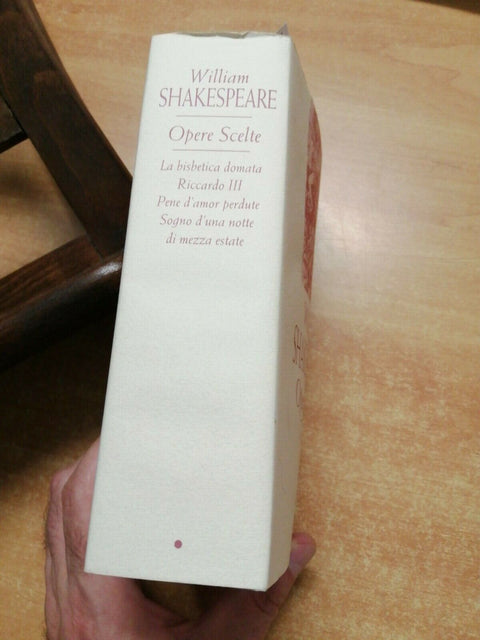 William
SHAKESPEARE
Opere Scelte
La bisbetica domata
Riccardo III
Pene d'amor perdute
Sogno d'una notte
di mezza estate